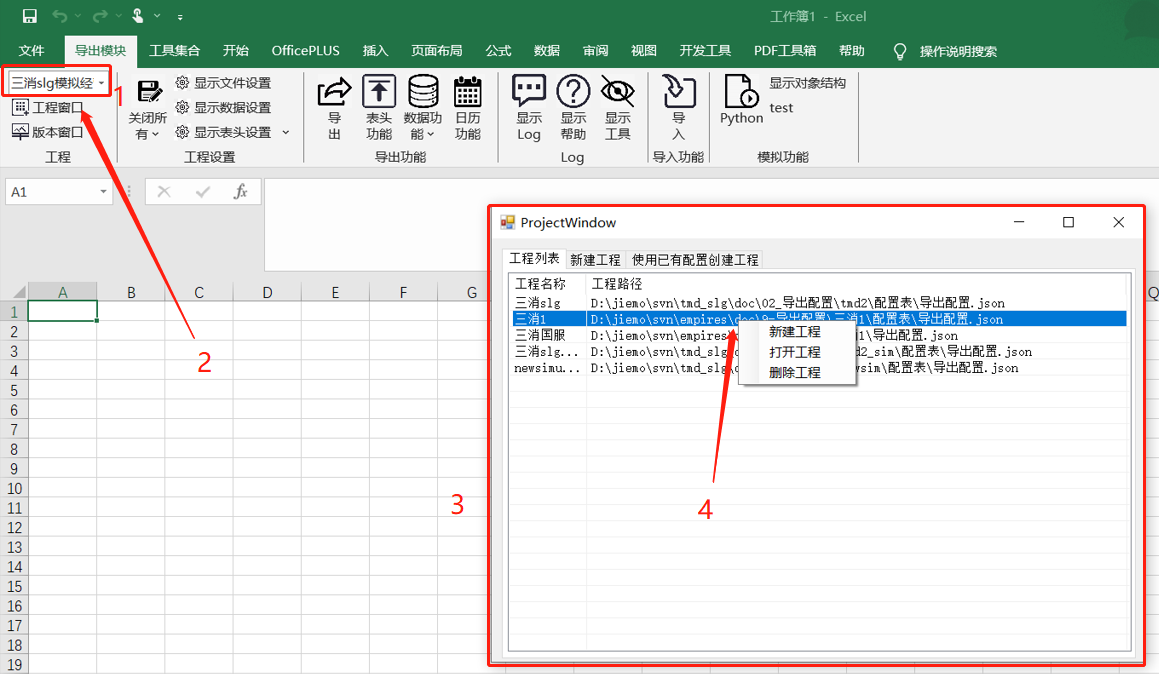 工作簿1 - Excel
文件 导出模块 工具集合 开始 OfficePLUS 插入 页面布局 公式 数据 审阅 视图 开发工具 PDF工具箱 帮助 操作说明搜索
三消slg模拟经 1
工程窗口
版本窗口
工程
关闭所有
显示文件设置
显示数据设置
显示表头设置
工程设置
导出
表头功能
数据功能
日历功能
导出功能
显示Log
显示帮助
显示工具
Log
导入
导入功能
Python
显示对象结构
test
模拟功能
A1
fx
A B C D E F G Q
1
2
3
4
5
6
7
8
9
10
11
12
13
14
15
16
17
18
19
2
3
4
ProjectWindow
工程列表 新建工程 使用已有配置创建工程
工程名称 工程路径
三消slg D:\jiemo\svn\tmd_slg\doc\02_导出配置\tmd2\配置表\导出配置.json
三消1 D:\jiemo\svn\empires\doc\9-导出配置\三消1\配置表\导出配置.json
三消国服 D:\jiemo\svn\empires\ 1\导出配置.json
三消slg... D:\jiemo\svn\tmd_slg\ d2_sim\配置表\导出配置.json
newsimu... D:\jiemo\svn\tmd_slg\ wsim\配置表\导出配置.json
新建工程
打开工程
删除工程